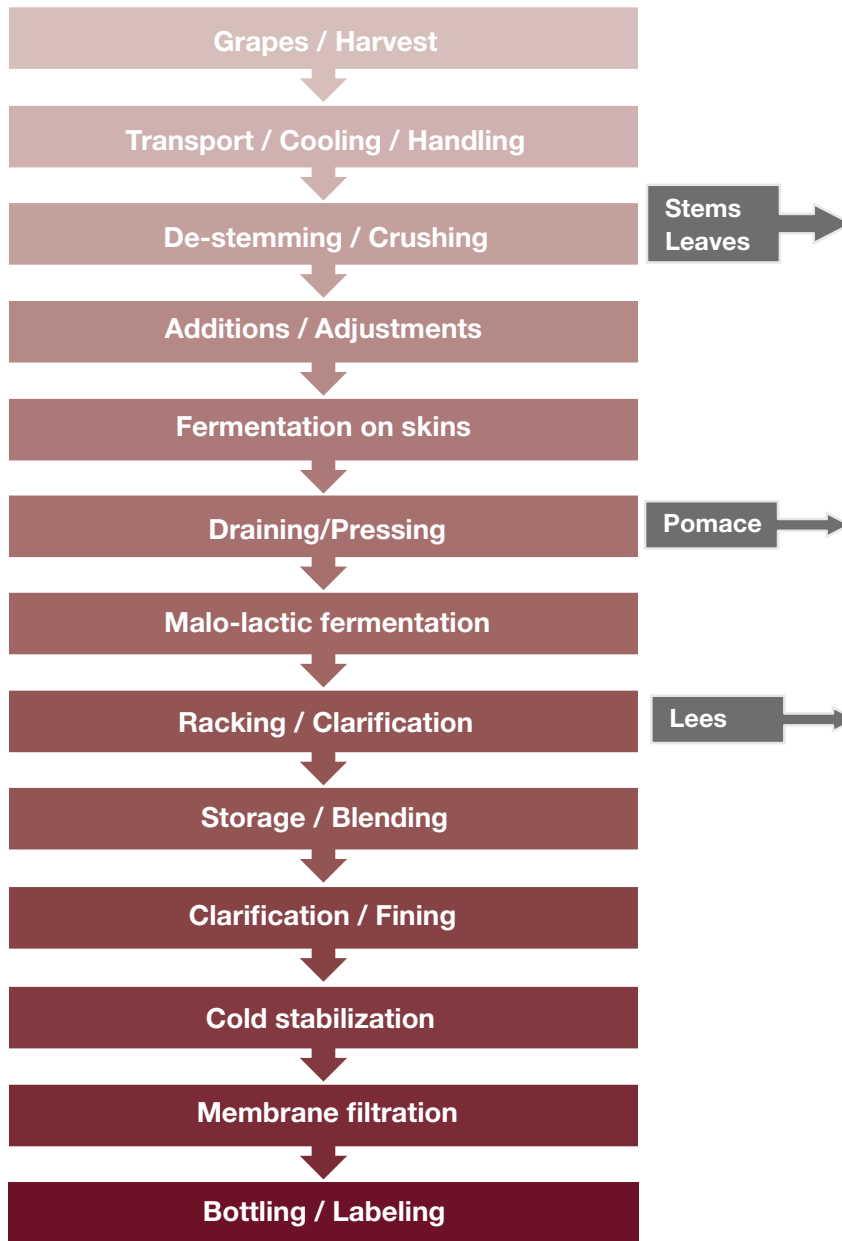 Grapes / Harvest
Transport / Cooling / Handling
De-stemming / Crushing
Stems
Leaves
Additions / Adjustments
Fermentation on skins
Draining/Pressing
Pomace
Malo-lactic fermentation
Racking / Clarification
Lees
Storage / Blending
Clarification / Fining
Cold stabilization
Membrane filtration
Bottling / Labeling